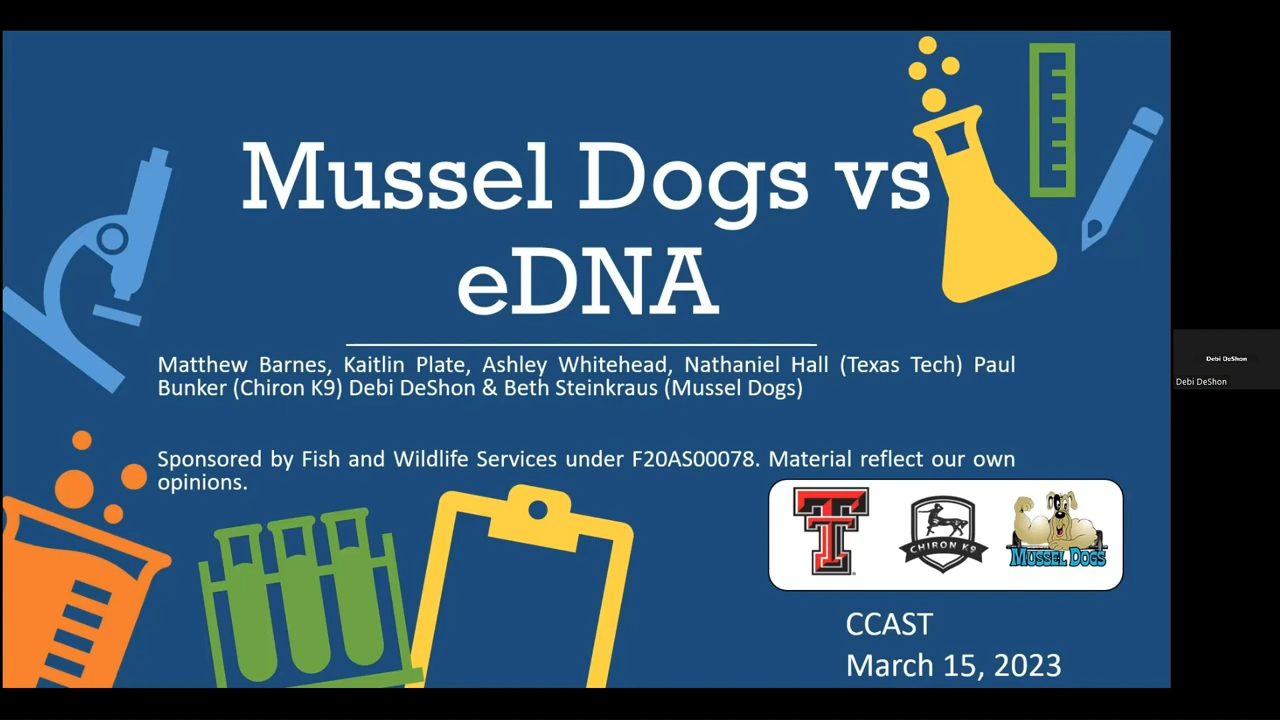 Mussel Dogs vs
eDNA
Matthew Barnes, Kaitlin Plate, Ashley Whitehead, Nathaniel Hall (Texas Tech) Paul
Bunker (Chiron K9) Debi DeShon & Beth Steinkraus (Mussel Dogs)
Sponsored by Fish and Wildlife Services under F20AS00078. Material reflect our own
opinions.
CHIRON K9
MUSSEL DOGS
CCAST
March 15, 2023
Debi DeShon
Debi DeShon